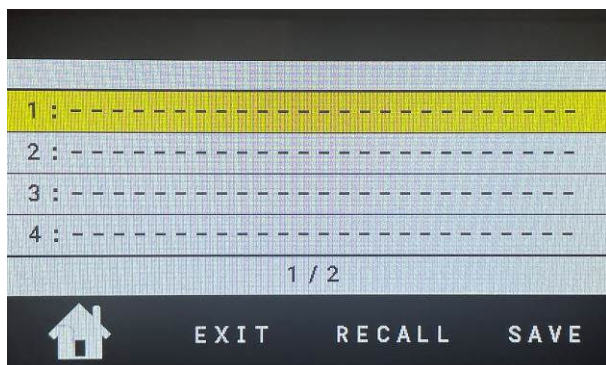 1 : - - - - - - - - - - - - - - - - - - - - - - - - -
2 : - - - - - - - - - - - - - - - - - - - - - - - - -
3 : - - - - - - - - - - - - - - - - - - - - - - - - -
4 : - - - - - - - - - - - - - - - - - - - - - - - - -
1 / 2
EXIT RECALL SAVE